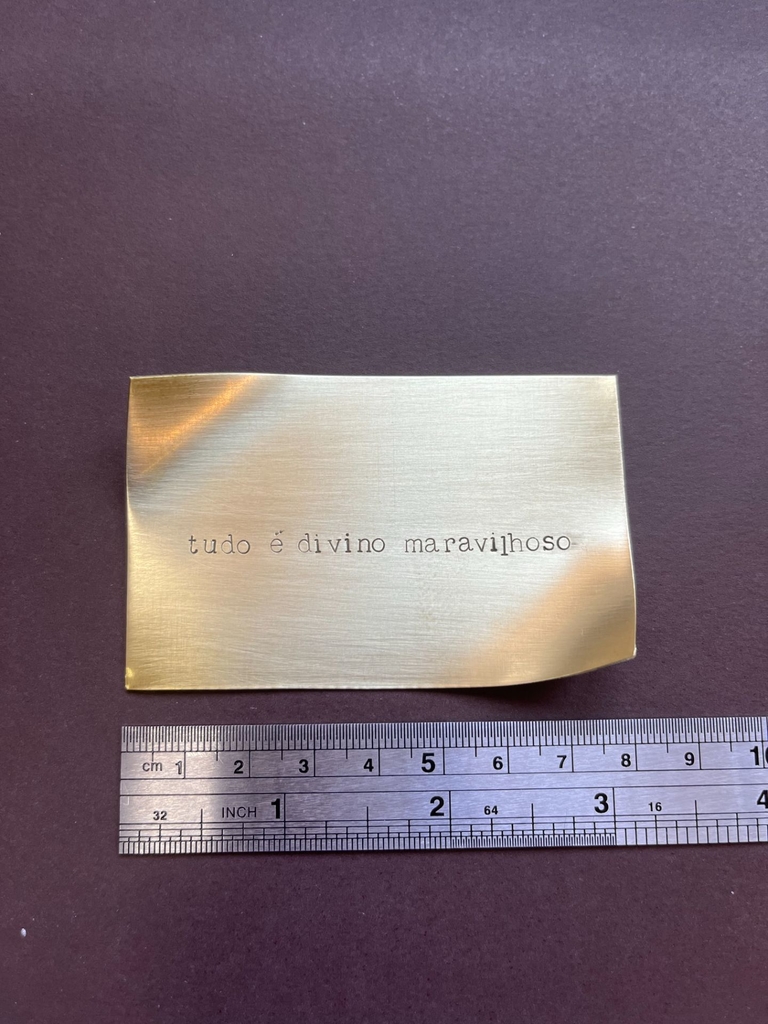 tudo ë divino maravilhoso
cm 1 2 3 4 5 6 7 8 9
32 INCH 1 2 64 3 16 4